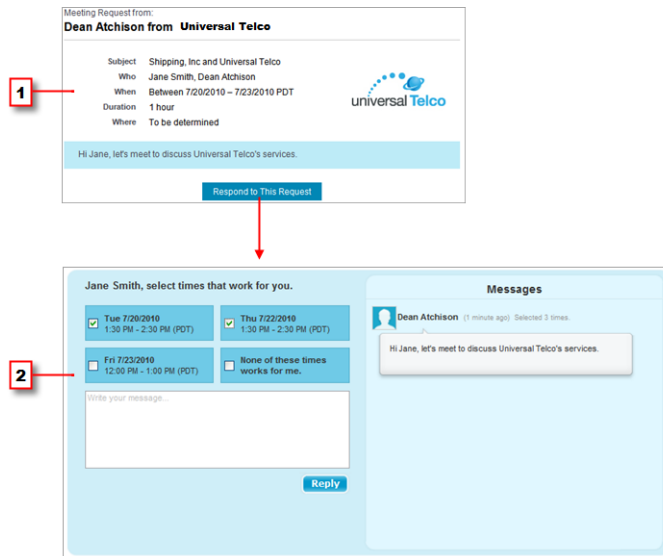 Meeting Request from:
Dean Atchison from Universal Telco
Subject Shipping, Inc and Universal Telco
Who Jane Smith, Dean Atchison
When Between 7/20/2010 – 7/23/2010 PDT
Duration 1 hour
Where To be determined
universal Telco
1
Hi Jane, let's meet to discuss Universal Telco's services.
Respond to This Request
Jane Smith, select times that work for you.
Tue 7/20/2010
1:30 PM – 2:30 PM (PDT)
Thu 7/22/2010
1:30 PM – 2:30 PM (PDT)
Fri 7/23/2010
12:00 PM – 1:00 PM (PDT)
None of these times
works for me.
2
Write your message...
Reply
Messages
Dean Atchison (1 minute ago) Selected 3 times.
Hi Jane, let's meet to discuss Universal Telco's services.